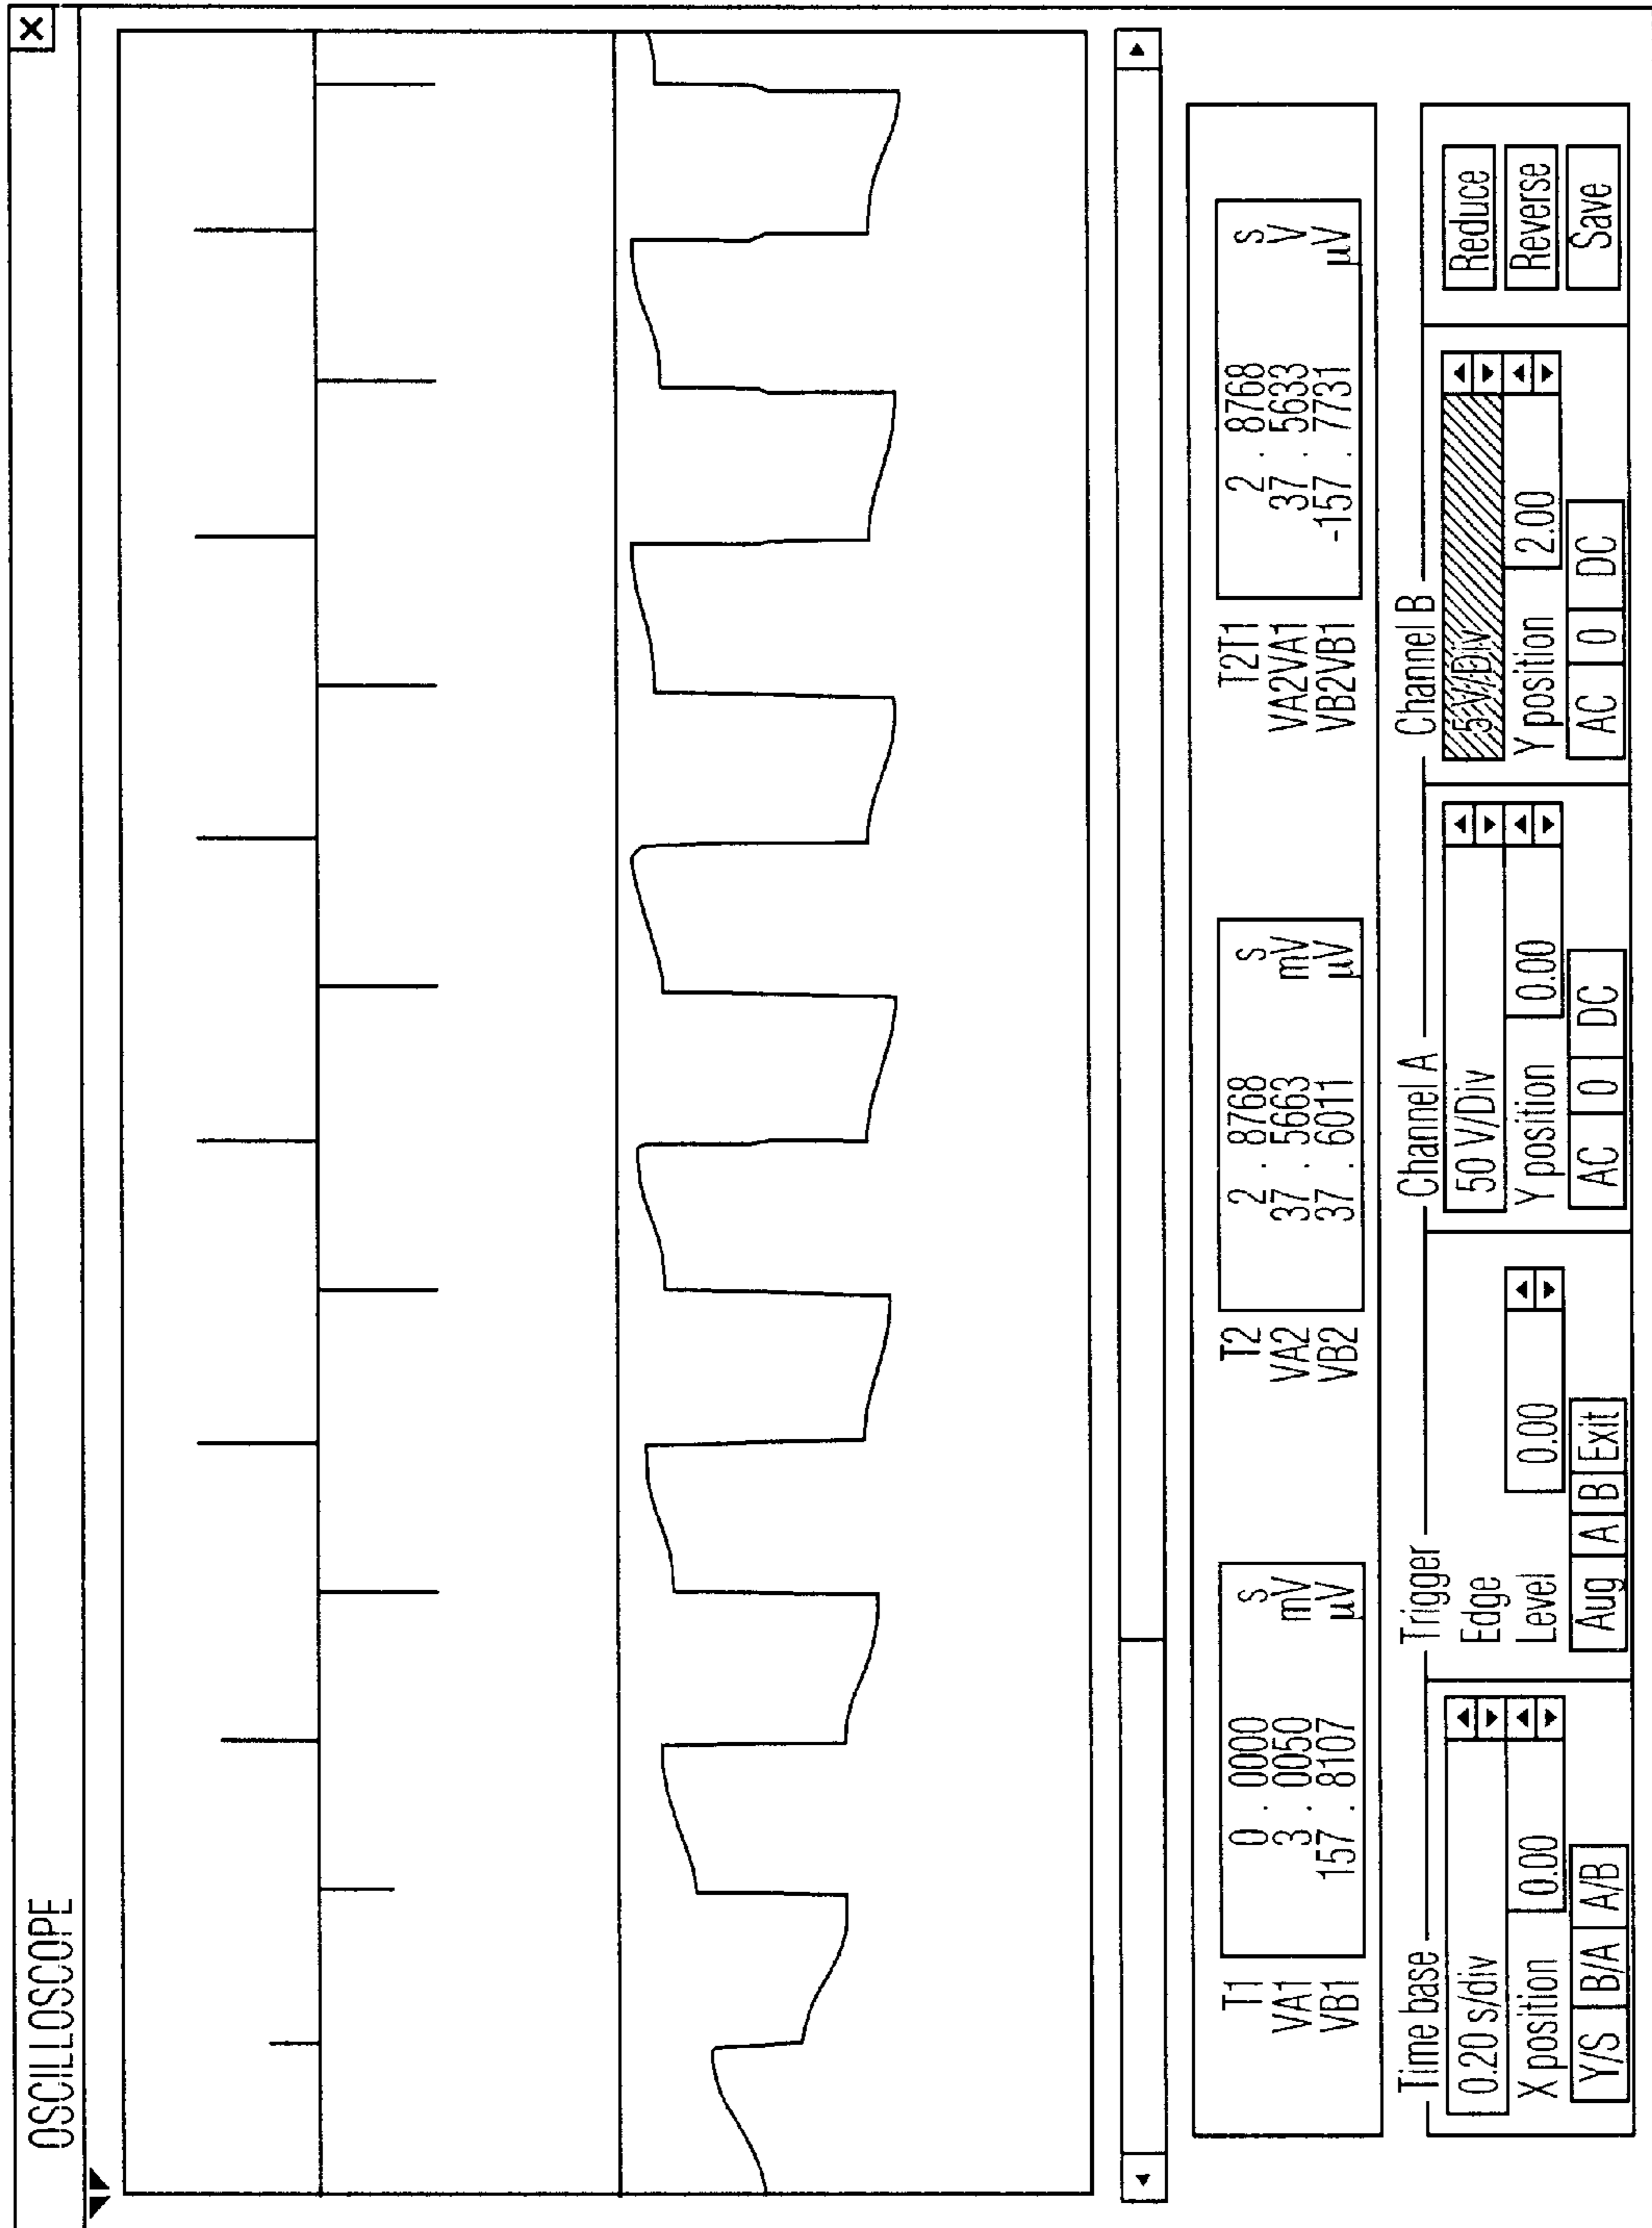 OSCILLOSCOPE
X
T1 0 . 0000 s
VA1 3 . 0050 mV
VB1 157 . 8107 µV
T2 2 . 8768 s
VA2 37 . 5663 mV
VB2 37 . 6011 µV
T2T1 2 . 8768 s
VA2VA1 37 . 5633 V
VB2VB1 -157 . 7731 µV
Time base
0.20 s/div
X position 0.00
Y/S B/A A/B
Trigger
Edge
Level 0.00
Aug A B Exit
Channel A
50 V/Div
Y position 0.00
AC 0 DC
Channel B
5 V/Div
Y position 2.00
AC 0 DC
Reduce
Reverse
Save